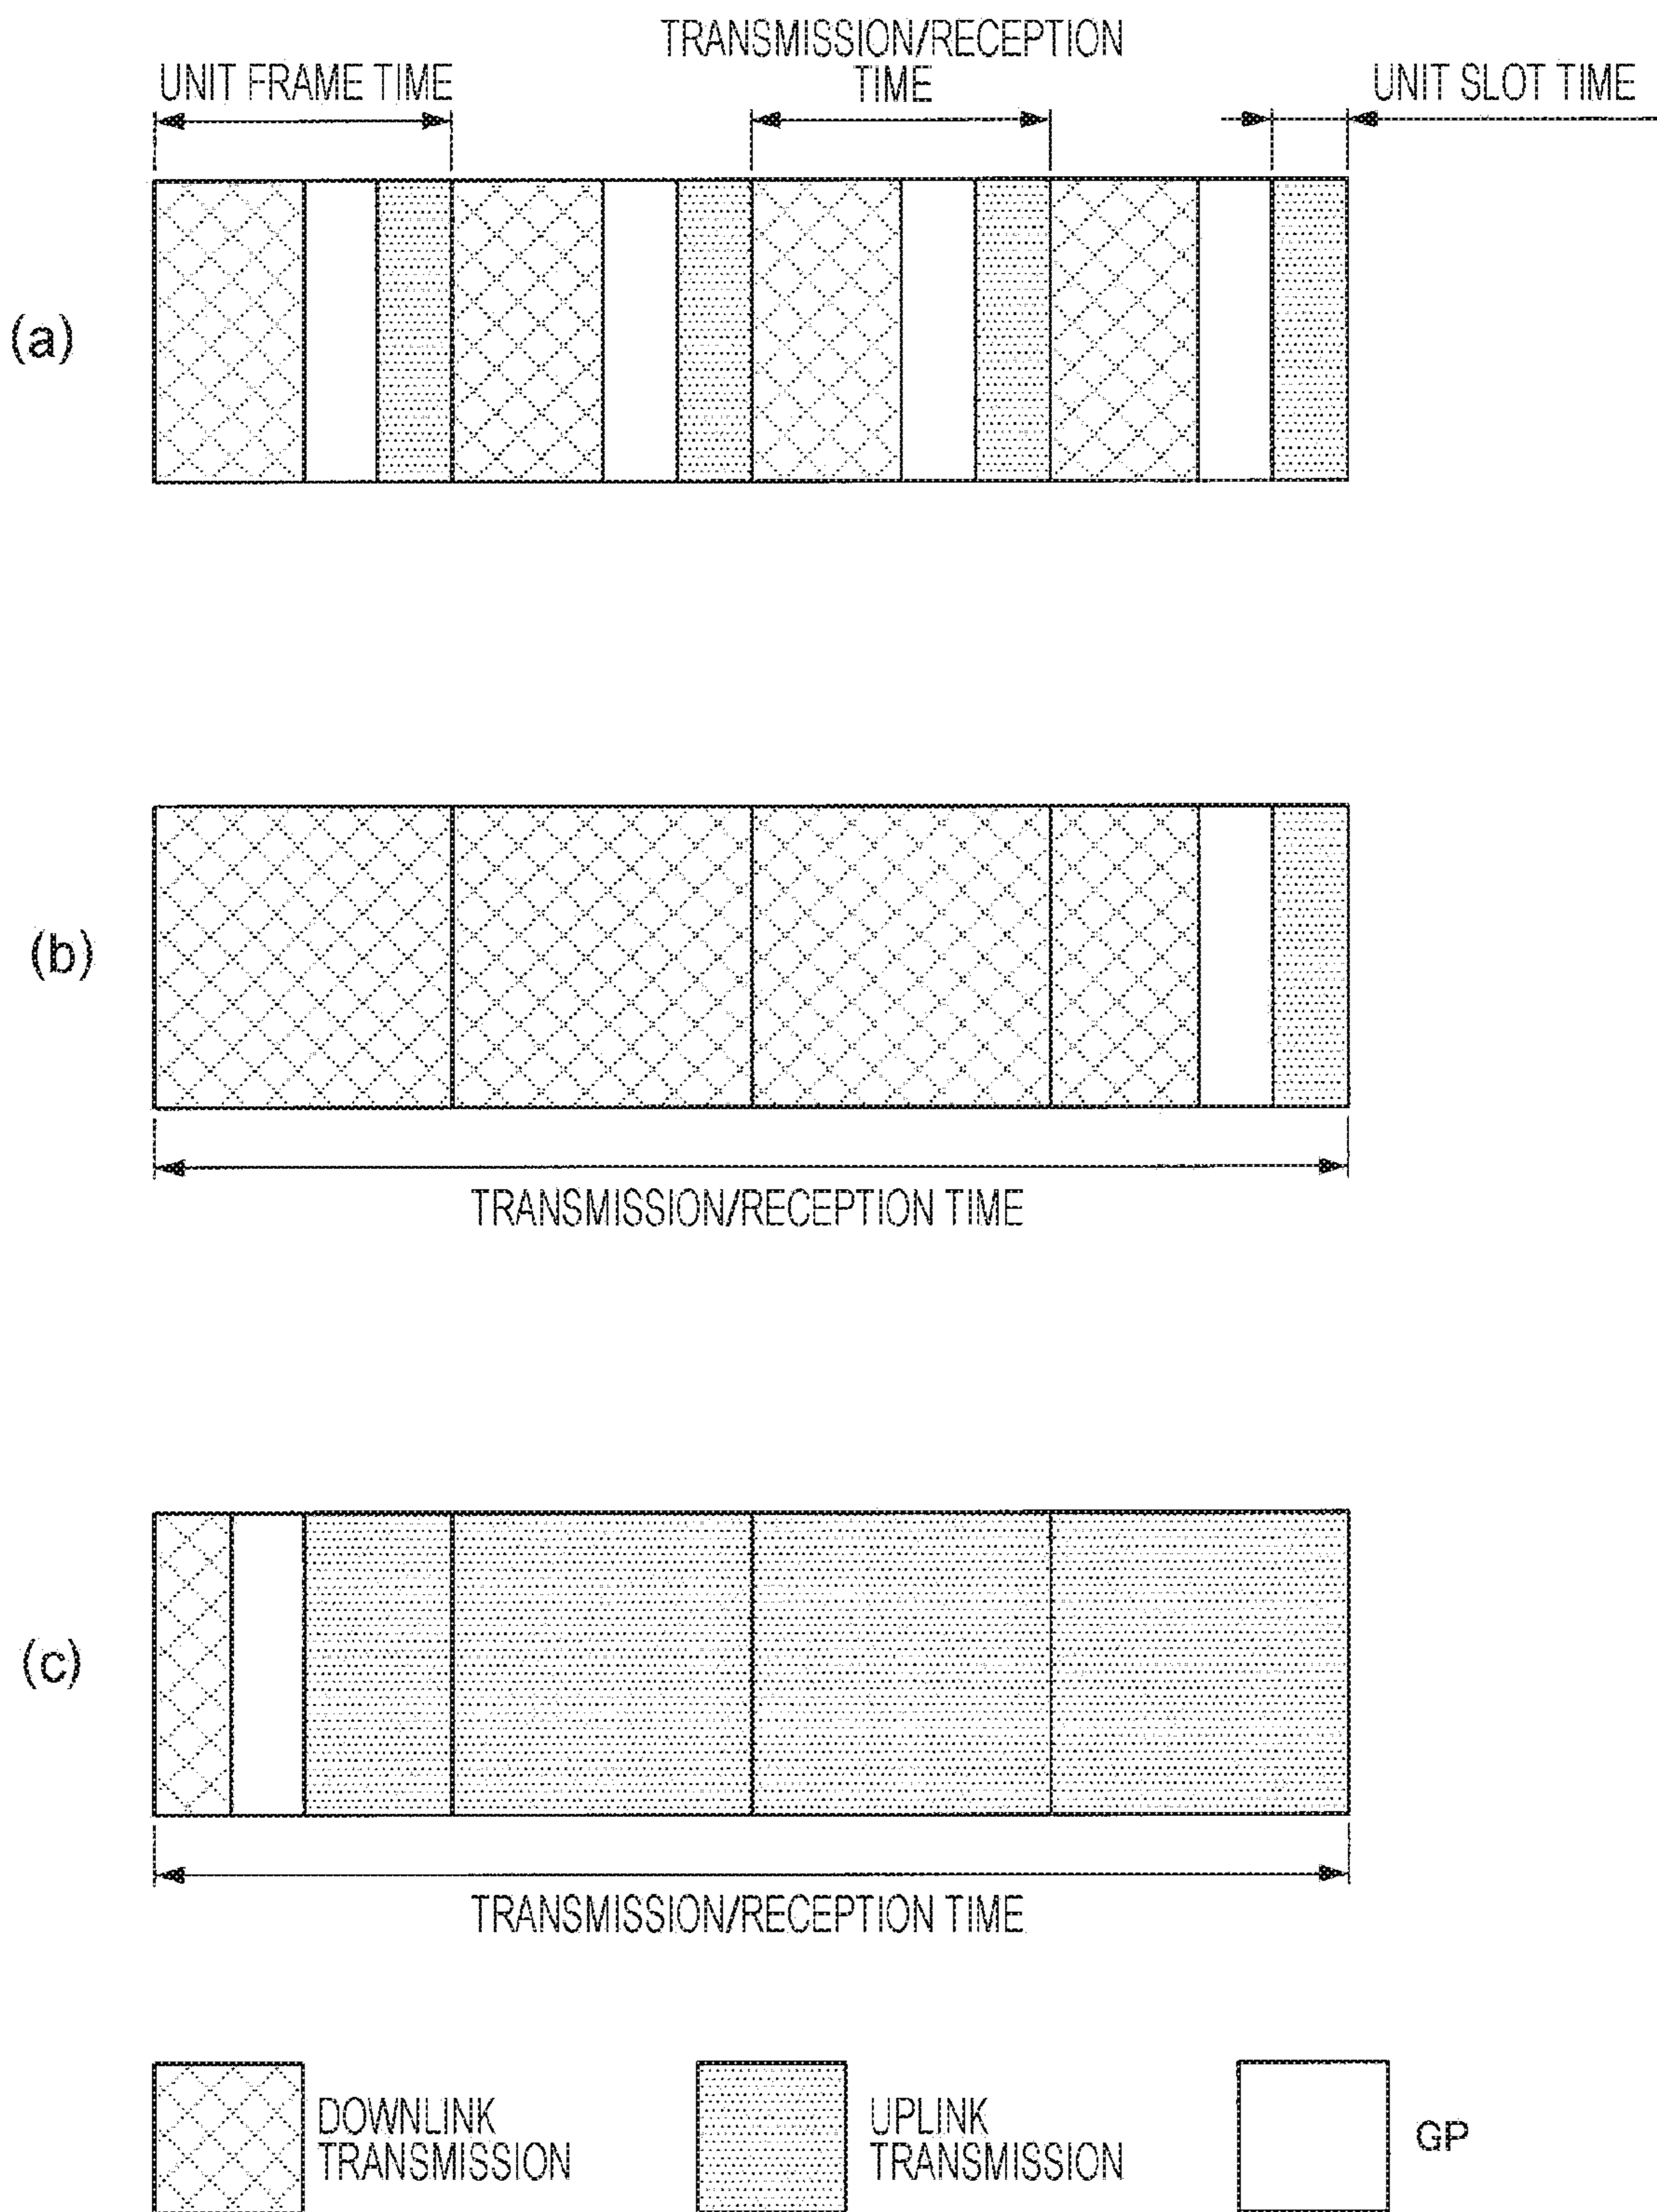 TRANSMISSION/RECEPTION
TIME
UNIT FRAME TIME
UNIT SLOT TIME
(a)
(b)
TRANSMISSION/RECEPTION TIME
(c)
TRANSMISSION/RECEPTION TIME
DOWNLINK
TRANSMISSION
UPLINK
TRANSMISSION
GP